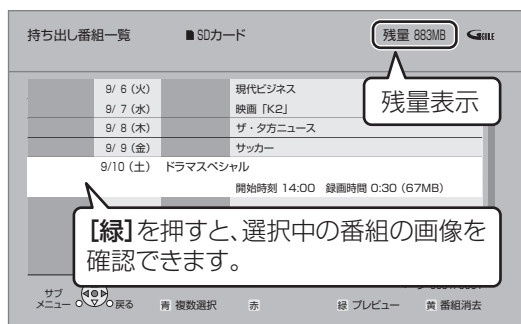 持ち出し番組一覧 ■ SDカード 残量 883MB GUIDE
残量表示
9/ 6 (火) 現代ビジネス
9/ 7 (水) 映画「K2」
9/ 8 (木) ザ・夕方ニュース
9/ 9 (金) サッカー
9/10 (土) ドラマスペシャル
開始時刻 14:00 録画時間 0:30 (67MB)
[緑]を押すと、選択中の番組の画像を
確認できます。
サブ
メニュー 戻る 青 複数選択 赤 緑 プレビュー 黄 番組消去